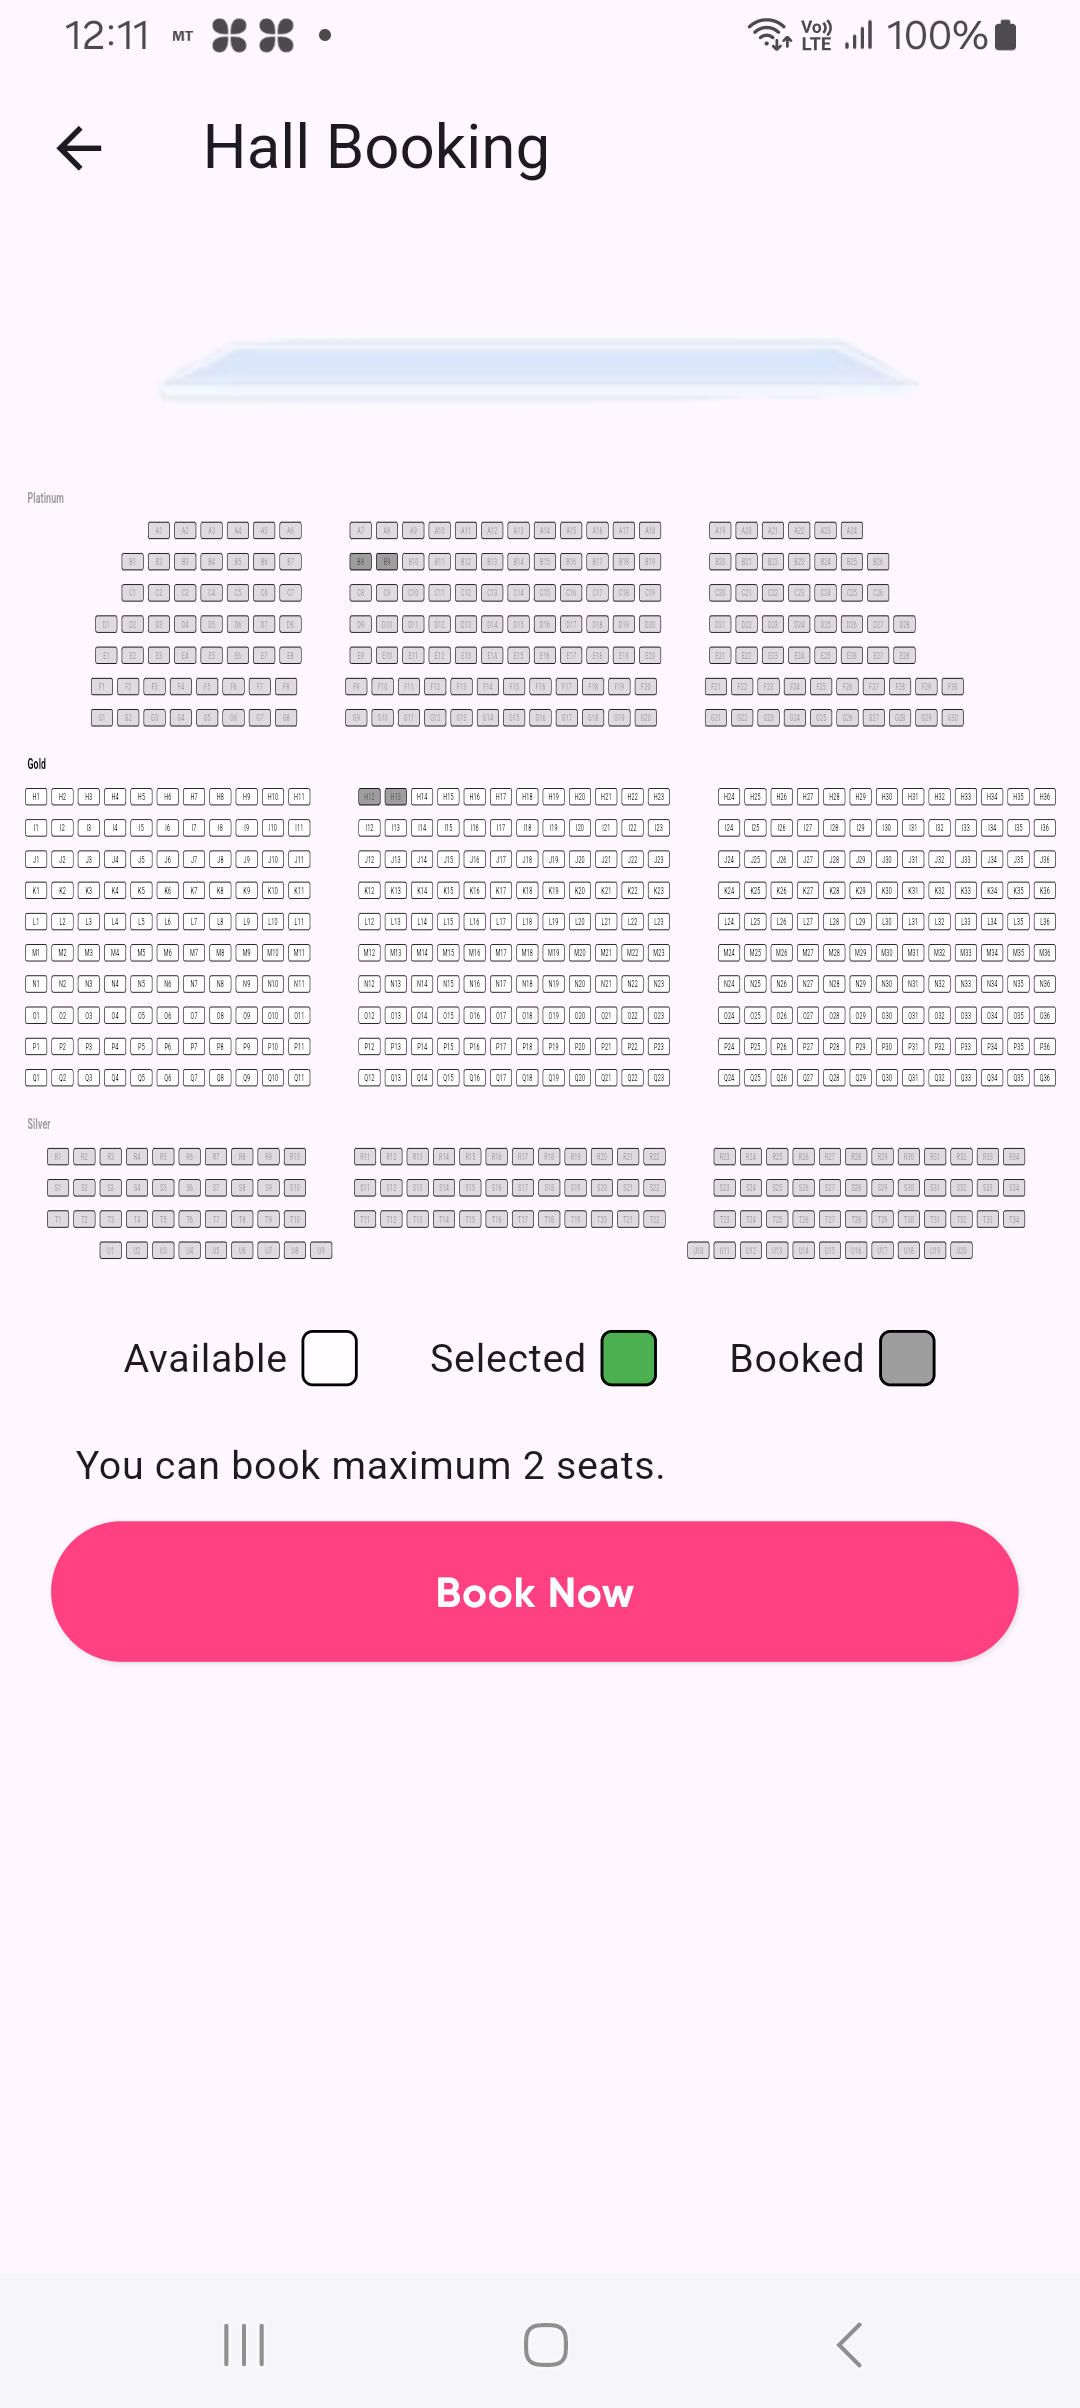 12:11 MT Vo)) LTE 100%
Hall Booking
Platinum
A1 A2 A3 A4 A5 A6 A7 A8 A9 A10 A11 A12 A13 A14 A15 A16 A17 A18 A19 A20 A21 A22 A23 A24
B1 B2 B3 B4 B5 B6 B7 B8 B9 B10 B11 B12 B13 B14 B15 B16 B17 B18 B19 B20 B21 B22 B23 B24 B25 B26
C1 C2 C3 C4 C5 C6 C7 C8 C9 C10 C11 C12 C13 C14 C15 C16 C17 C18 C19 C20 C21 C22 C23 C24 C25 C26
D1 D2 D3 D4 D5 D6 D7 D8 D9 D10 D11 D12 D13 D14 D15 D16 D17 D18 D19 D20 D21 D22 D23 D24 D25 D26 D27 D28
E1 E2 E3 E4 E5 E6 E7 E8 E9 E10 E11 E12 E13 E14 E15 E16 E17 E18 E19 E20 E21 E22 E23 E24 E25 E26 E27 E28
F1 F2 F3 F4 F5 F6 F7 F8 F9 F10 F11 F12 F13 F14 F15 F16 F17 F18 F19 F20 F21 F22 F23 F24 F25 F26 F27 F28 F29 F30
G1 G2 G3 G4 G5 G6 G7 G8 G9 G10 G11 G12 G13 G14 G15 G16 G17 G18 G19 G20 G21 G22 G23 G24 G25 G26 G27 G28 G29 G30
Gold
H1 H2 H3 H4 H5 H6 H7 H8 H9 H10 H11 H12 H13 H14 H15 H16 H17 H18 H19 H20 H21 H22 H23 H24 H25 H26 H27 H28 H29 H30 H31 H32 H33 H34 H35 H36
I1 I2 I3 I4 I5 I6 I7 I8 I9 I10 I11 I12 I13 I14 I15 I16 I17 I18 I19 I20 I21 I22 I23 I24 I25 I26 I27 I28 I29 I30 I31 I32 I33 I34 I35 I36
J1 J2 J3 J4 J5 J6 J7 J8 J9 J10 J11 J12 J13 J14 J15 J16 J17 J18 J19 J20 J21 J22 J23 J24 J25 J26 J27 J28 J29 J30 J31 J32 J33 J34 J35 J36
K1 K2 K3 K4 K5 K6 K7 K8 K9 K10 K11 K12 K13 K14 K15 K16 K17 K18 K19 K20 K21 K22 K23 K24 K25 K26 K27 K28 K29 K30 K31 K32 K33 K34 K35 K36
L1 L2 L3 L4 L5 L6 L7 L8 L9 L10 L11 L12 L13 L14 L15 L16 L17 L18 L19 L20 L21 L22 L23 L24 L25 L26 L27 L28 L29 L30 L31 L32 L33 L34 L35 L36
M1 M2 M3 M4 M5 M6 M7 M8 M9 M10 M11 M12 M13 M14 M15 M16 M17 M18 M19 M20 M21 M22 M23 M24 M25 M26 M27 M28 M29 M30 M31 M32 M33 M34 M35 M36
N1 N2 N3 N4 N5 N6 N7 N8 N9 N10 N11 N12 N13 N14 N15 N16 N17 N18 N19 N20 N21 N22 N23 N24 N25 N26 N27 N28 N29 N30 N31 N32 N33 N34 N35 N36
O1 O2 O3 O4 O5 O6 O7 O8 O9 O10 O11 O12 O13 O14 O15 O16 O17 O18 O19 O20 O21 O22 O23 O24 O25 O26 O27 O28 O29 O30 O31 O32 O33 O34 O35 O36
P1 P2 P3 P4 P5 P6 P7 P8 P9 P10 P11 P12 P13 P14 P15 P16 P17 P18 P19 P20 P21 P22 P23 P24 P25 P26 P27 P28 P29 P30 P31 P32 P33 P34 P35 P36
Q1 Q2 Q3 Q4 Q5 Q6 Q7 Q8 Q9 Q10 Q11 Q12 Q13 Q14 Q15 Q16 Q17 Q18 Q19 Q20 Q21 Q22 Q23 Q24 Q25 Q26 Q27 Q28 Q29 Q30 Q31 Q32 Q33 Q34 Q35 Q36
Silver
R1 R2 R3 R4 R5 R6 R7 R8 R9 R10 R11 R12 R13 R14 R15 R16 R17 R18 R19 R20 R21 R22 R23 R24 R25 R26 R27 R28 R29 R30 R31 R32 R33 R34
S1 S2 S3 S4 S5 S6 S7 S8 S9 S10 S11 S12 S13 S14 S15 S16 S17 S18 S19 S20 S21 S22 S23 S24 S25 S26 S27 S28 S29 S30 S31 S32 S33 S34
T1 T2 T3 T4 T5 T6 T7 T8 T9 T10 T11 T12 T13 T14 T15 T16 T17 T18 T19 T20 T21 T22 T23 T24 T25 T26 T27 T28 T29 T30 T31 T32 T33 T34
U1 U2 U3 U4 U5 U6 U7 U8 U9 U10 U11 U12 U13 U14 U15 U16 U17 U18 U19 U20
Available Selected Booked
You can book maximum 2 seats.
Book Now